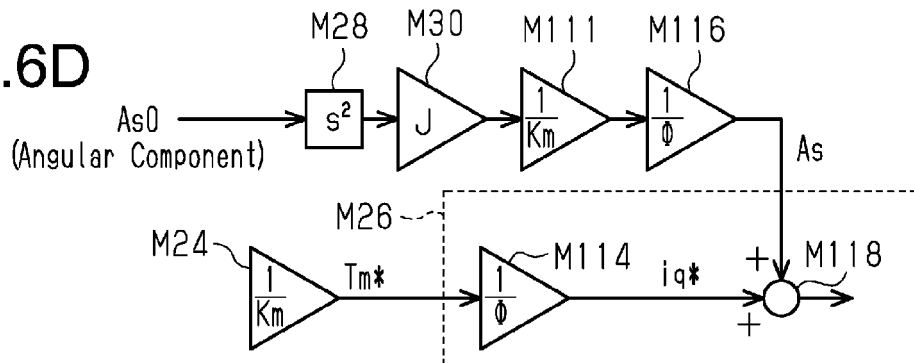 .6D
M28
M30
M111
M116
As0
(Angular Component)
s²
J
1
Km
1
Φ
As
M26
M24
M114
M118
1
Km
Tm*
1
Φ
iq*
+
+